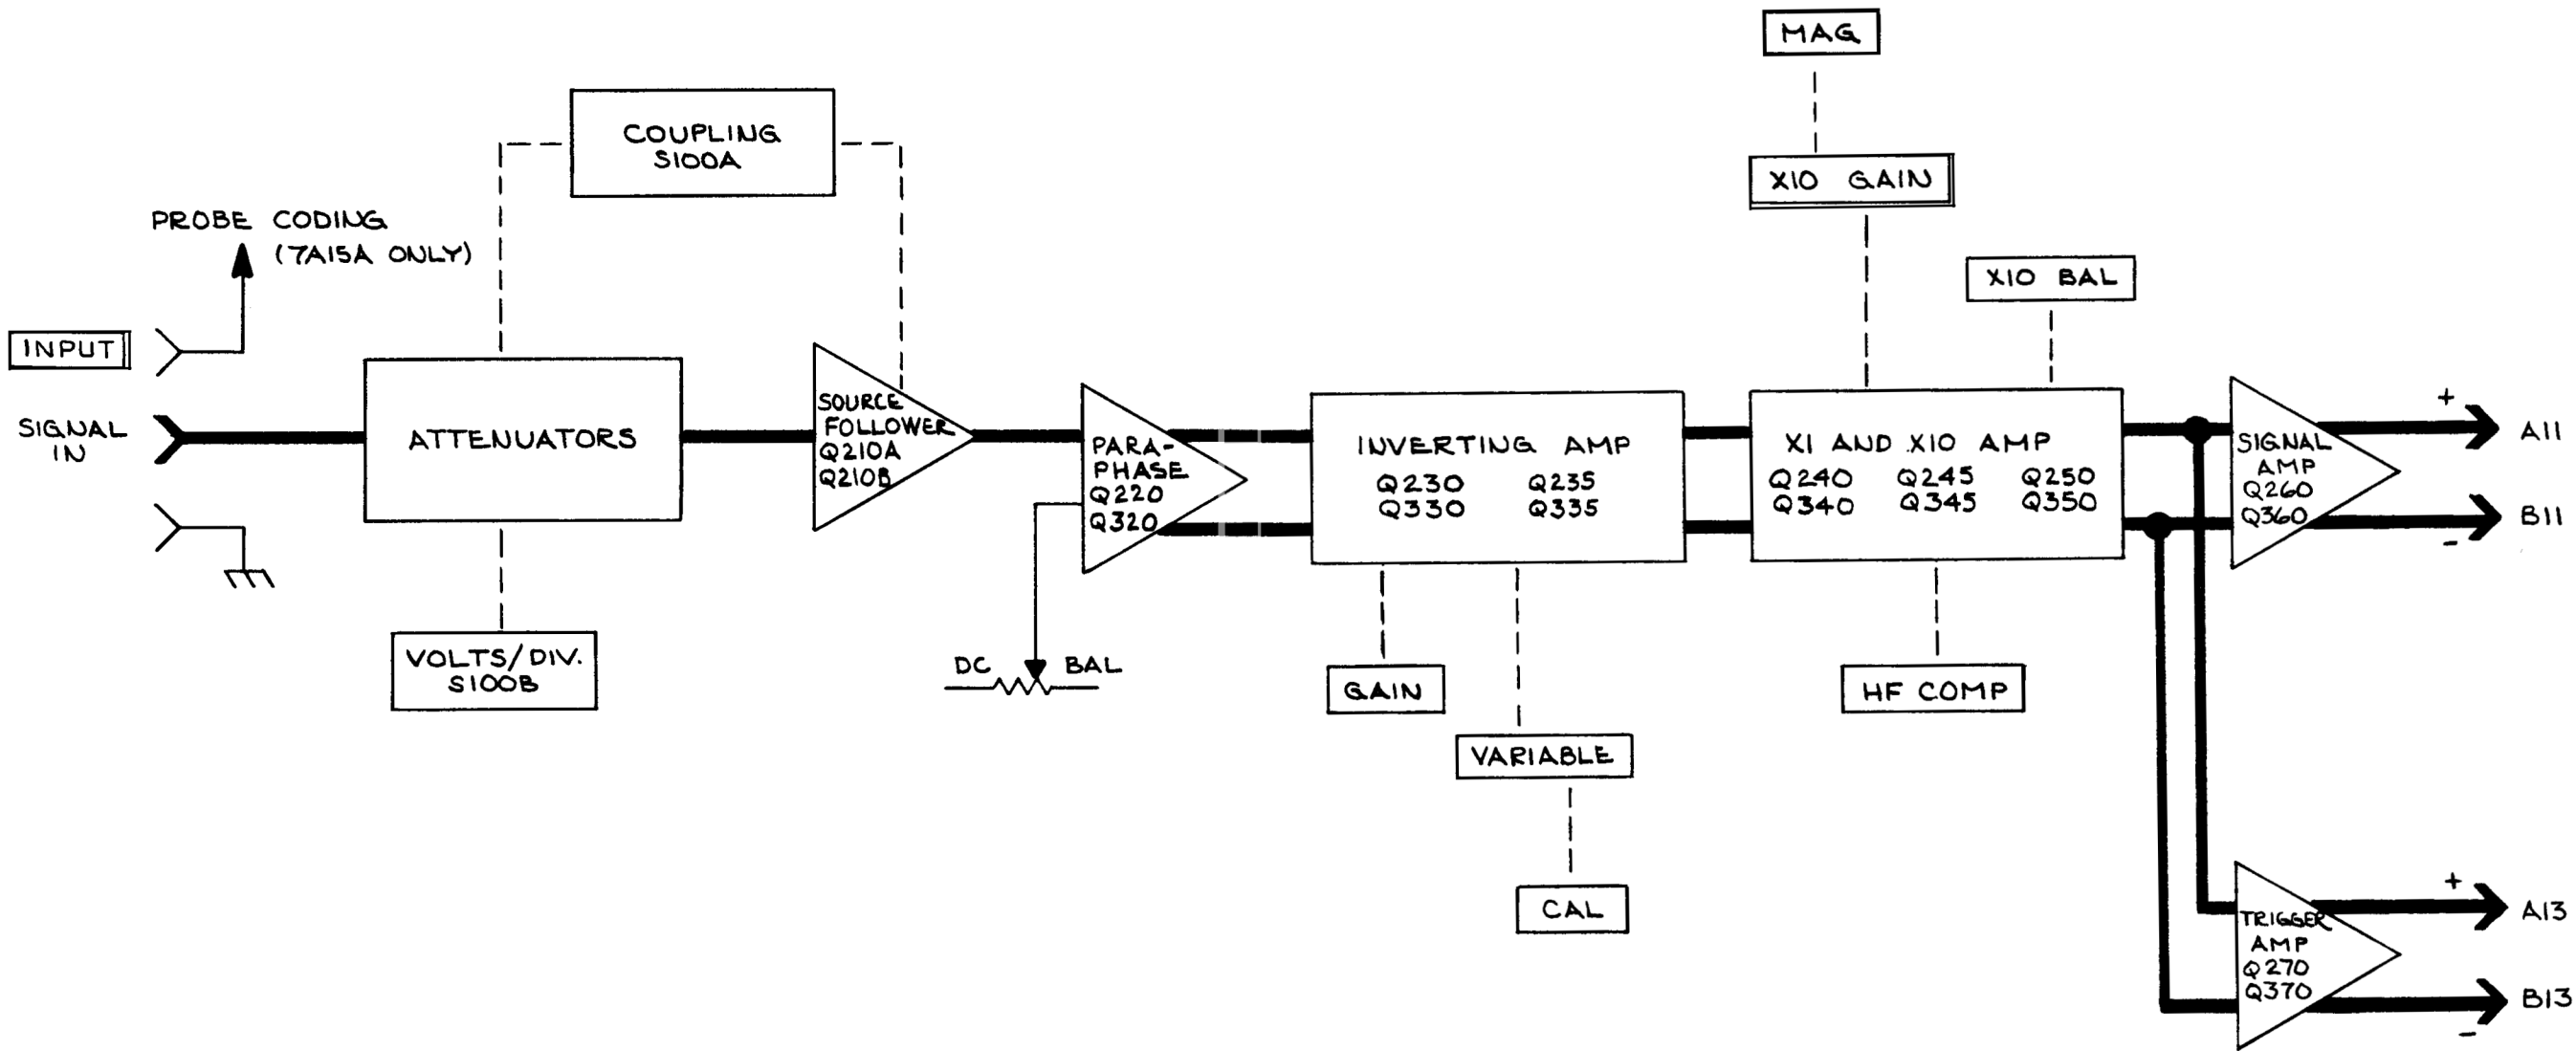 MAG
COUPLING
S100A
X10 GAIN
PROBE CODING
(7A15A ONLY)
X10 BAL
INPUT
SIGNAL
IN
ATTENUATORS
SOURCE
FOLLOWER
Q210A
Q210B
PARA-
PHASE
Q220
Q320
INVERTING AMP
Q230 Q235
Q330 Q335
X1 AND X10 AMP
Q240 Q245 Q250
Q340 Q345 Q350
SIGNAL
AMP
Q260
Q360
+
A11
B11
-
VOLTS/DIV.
S100B
DC BAL
GAIN
HF COMP
VARIABLE
CAL
TRIGGER
AMP
Q270
Q370
+
A13
B13
-